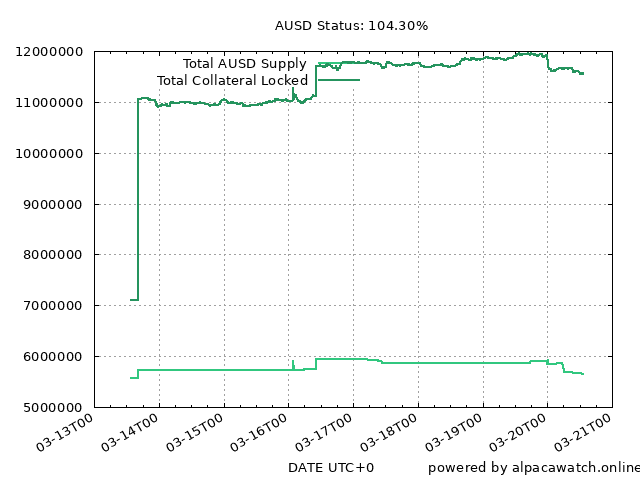 AUSD Status: 104.30%
12000000
11000000
10000000
9000000
8000000
7000000
6000000
5000000
Total AUSD Supply
Total Collateral Locked
03-13T00
03-14T00
03-15T00
03-16T00
03-17T00
03-18T00
03-19T00
03-20T00
03-21T00
DATE UTC+0
powered by alpacawatch.online